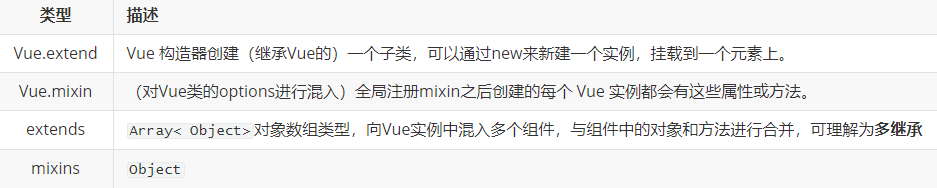 类型 描述
Vue.extend Vue 构造器创建（继承Vue的）一个子类，可以通过new来新建一个实例，挂载到一个元素上。
Vue.mixin （对Vue类的options进行混入）全局注册mixin之后创建的每个 Vue 实例都会有这些属性或方法。
extends Array< Object>对象数组类型，向Vue实例中混入多个组件，与组件中的对象和方法进行合并，可理解为多继承
mixins Object